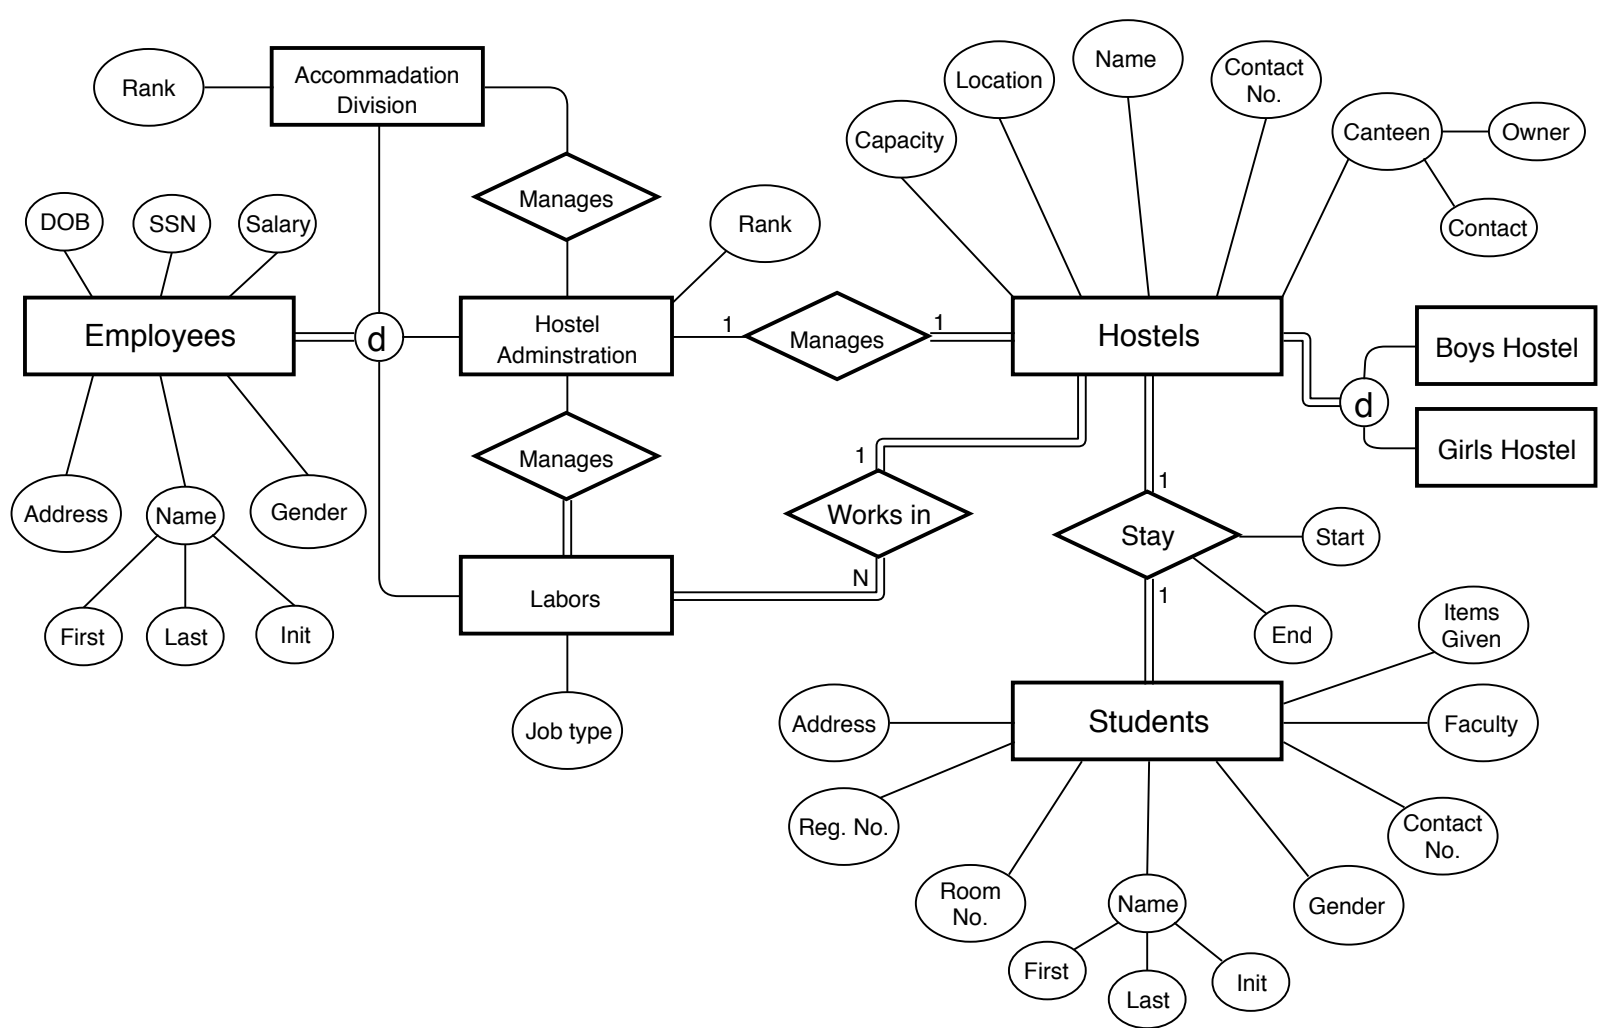 Accommadation
Division
Rank
Manages
DOB
SSN
Salary
Employees
d
Hostel
Adminstration
Rank
Address
Name
Gender
First
Last
Init
Manages
Labors
Job type
1
Manages
1
Capacity
Location
Name
Contact
No.
Canteen
Owner
Contact
Hostels
d
Boys Hostel
Girls Hostel
1
Works in
N
1
Stay
1
Start
End
Students
Items
Given
Faculty
Contact
No.
Gender
Address
Reg. No.
Room
No.
Name
First
Last
Init